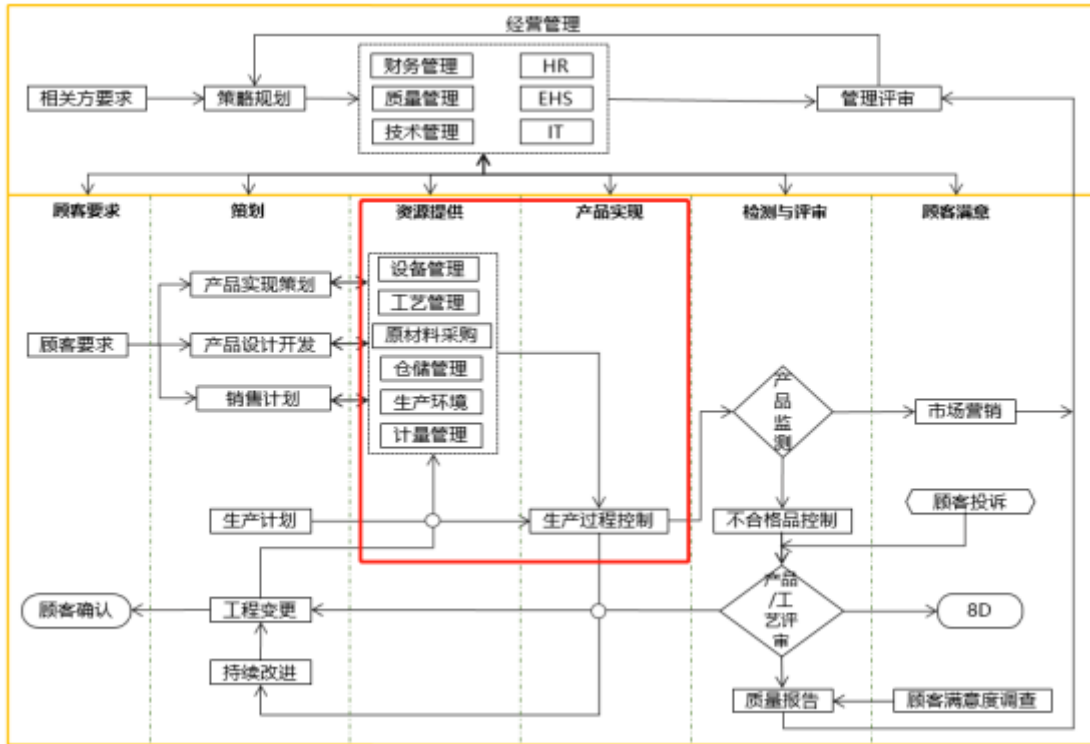 经营管理
财务管理
HR
相关方要求
策略规划
质量管理
EHS
管理评审
技术管理
IT
顾客要求
策划
资源提供
产品实现
检测与评审
顾客满意
设备管理
产品实现策划
工艺管理
顾客要求
产品设计开发
原材料采购
仓储管理
销售计划
生产环境
计量管理
产
品
监
测
市场营销
生产计划
生产过程控制
不合格品控制
顾客投诉
顾客确认
工程变更
产品
/工
艺评
审
8D
持续改进
质量报告
顾客满意度调查